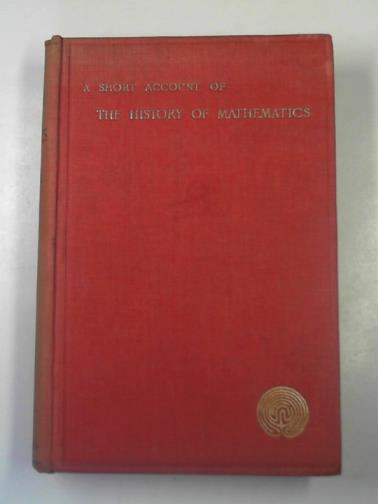 A SHORT ACCOUNT OF
THE HISTORY OF MATHEMATICS